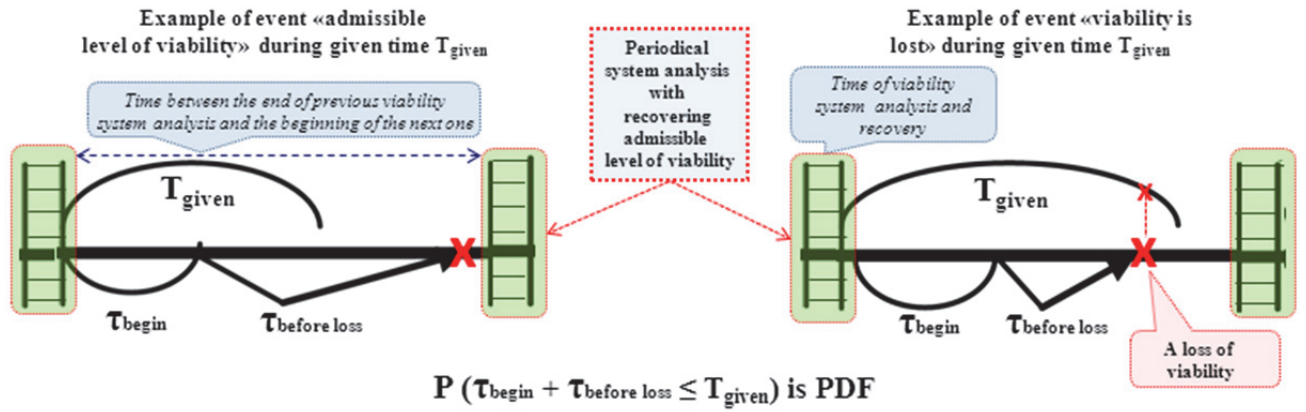 Example of event «admissible
level of viability» during given time Tgiven
Time between the end of previous viability
system analysis and the beginning of the next one
Tgiven
τbegin
τbefore loss
Periodical
system analysis
with
recovering
admissible
level of viability
Example of event «viability is
lost» during given time Tgiven
Time of viability
system analysis and
recovery
Tgiven
τbegin
τbefore loss
A loss of
viability
P (τbegin + τbefore loss ≤ Tgiven) is PDF